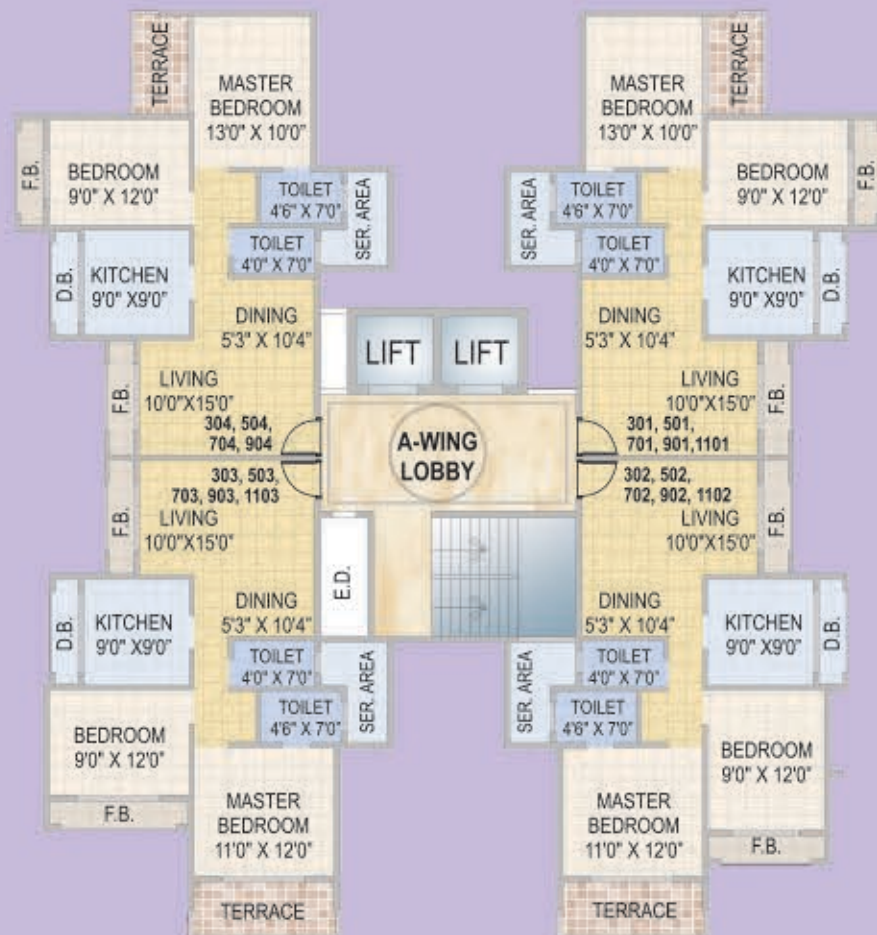 TERRACE
MASTER
BEDROOM
13'0" X 10'0"
F.B.
BEDROOM
9'0" X 12'0"
TOILET
4'6" X 7'0"
SER. AREA
TOILET
4'0" X 7'0"
D.B.
KITCHEN
9'0" X9'0"
DINING
5'3" X 10'4"
F.B.
LIVING
10'0"X15'0"
304, 504,
704, 904
MASTER
BEDROOM
13'0" X 10'0"
TERRACE
BEDROOM
9'0" X 12'0"
F.B.
SER. AREA
TOILET
4'6" X 7'0"
TOILET
4'0" X 7'0"
KITCHEN
9'0" X9'0"
D.B.
DINING
5'3" X 10'4"
LIVING
10'0"X15'0"
F.B.
301, 501,
701, 901,1101
LIFT
LIFT
A-WING
LOBBY
E.D.
303, 503,
703, 903, 1103
F.B.
LIVING
10'0"X15'0"
DINING
5'3" X 10'4"
D.B.
KITCHEN
9'0" X9'0"
TOILET
4'0" X 7'0"
SER. AREA
TOILET
4'6" X 7'0"
BEDROOM
9'0" X 12'0"
F.B.
MASTER
BEDROOM
11'0" X 12'0"
TERRACE
302, 502,
702, 902, 1102
LIVING
10'0"X15'0"
F.B.
DINING
5'3" X 10'4"
KITCHEN
9'0" X9'0"
D.B.
SER. AREA
TOILET
4'0" X 7'0"
TOILET
4'6" X 7'0"
BEDROOM
9'0" X 12'0"
F.B.
MASTER
BEDROOM
11'0" X 12'0"
TERRACE